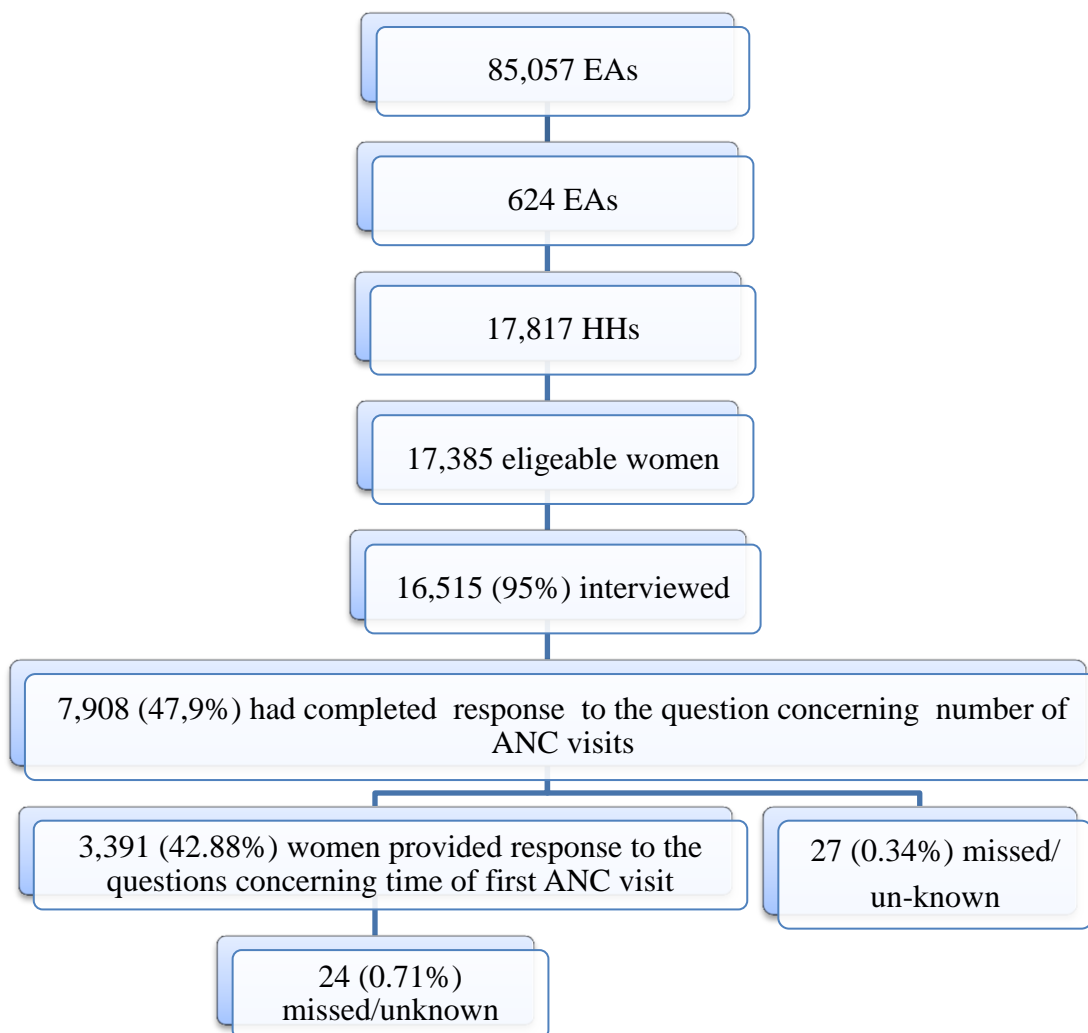 85,057 EAs
624 EAs
17,817 HHs
17,385 eligeable women
16,515 (95%) interviewed
7,908 (47,9%) had completed response to the question concerning number of
ANC visits
3,391 (42.88%) women provided response to the
questions concerning time of first ANC visit
27 (0.34%) missed/
un-known
24 (0.71%)
missed/unknown